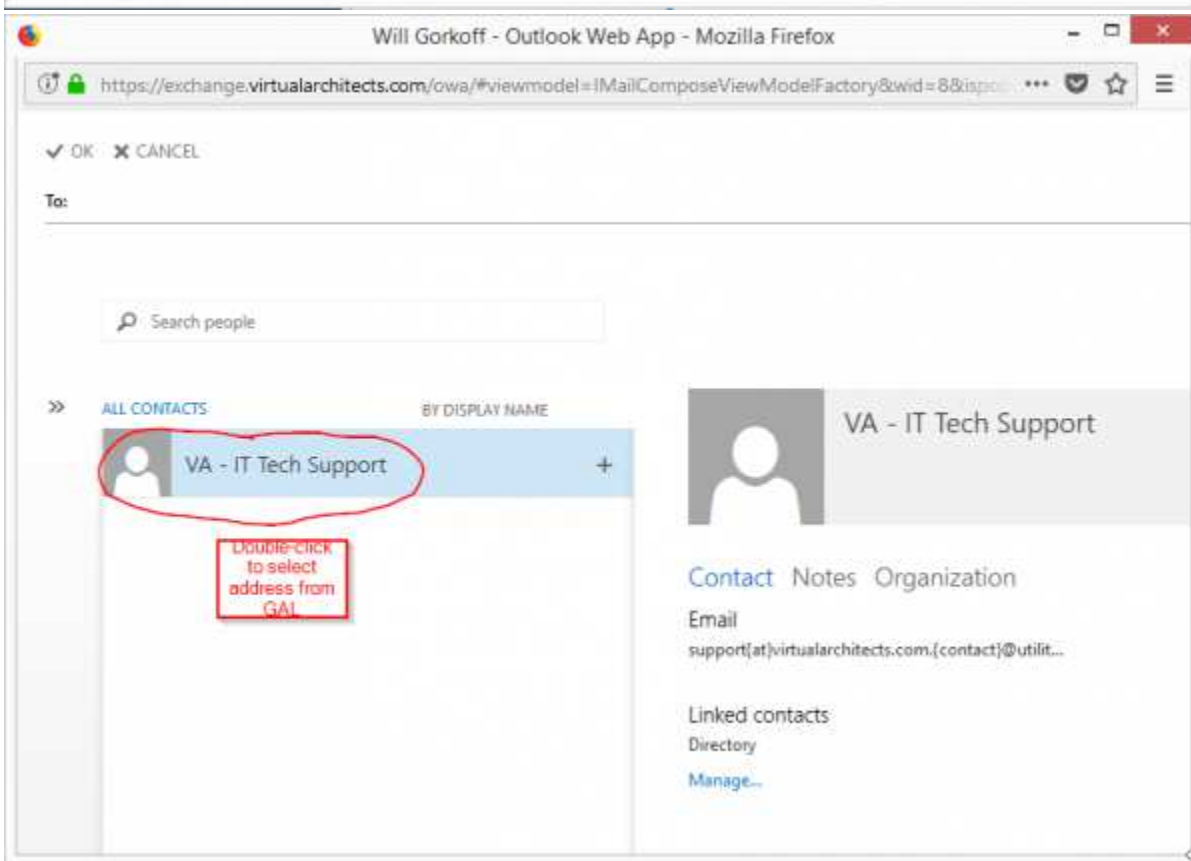 Will Gorkoff - Outlook Web App - Mozilla Firefox
https://exchange.virtualarchitects.com/owa/#viewmodel=IMailComposeViewModelFactory&wid=8&ispo
OK CANCEL
To:
Search people
ALL CONTACTS BY DISPLAY NAME
VA - IT Tech Support
Double-click
to select
address from
GAL
VA - IT Tech Support
Contact Notes Organization
Email
support{at}virtualarchitects.com.{contact}@utilit...
Linked contacts
Directory
Manage...